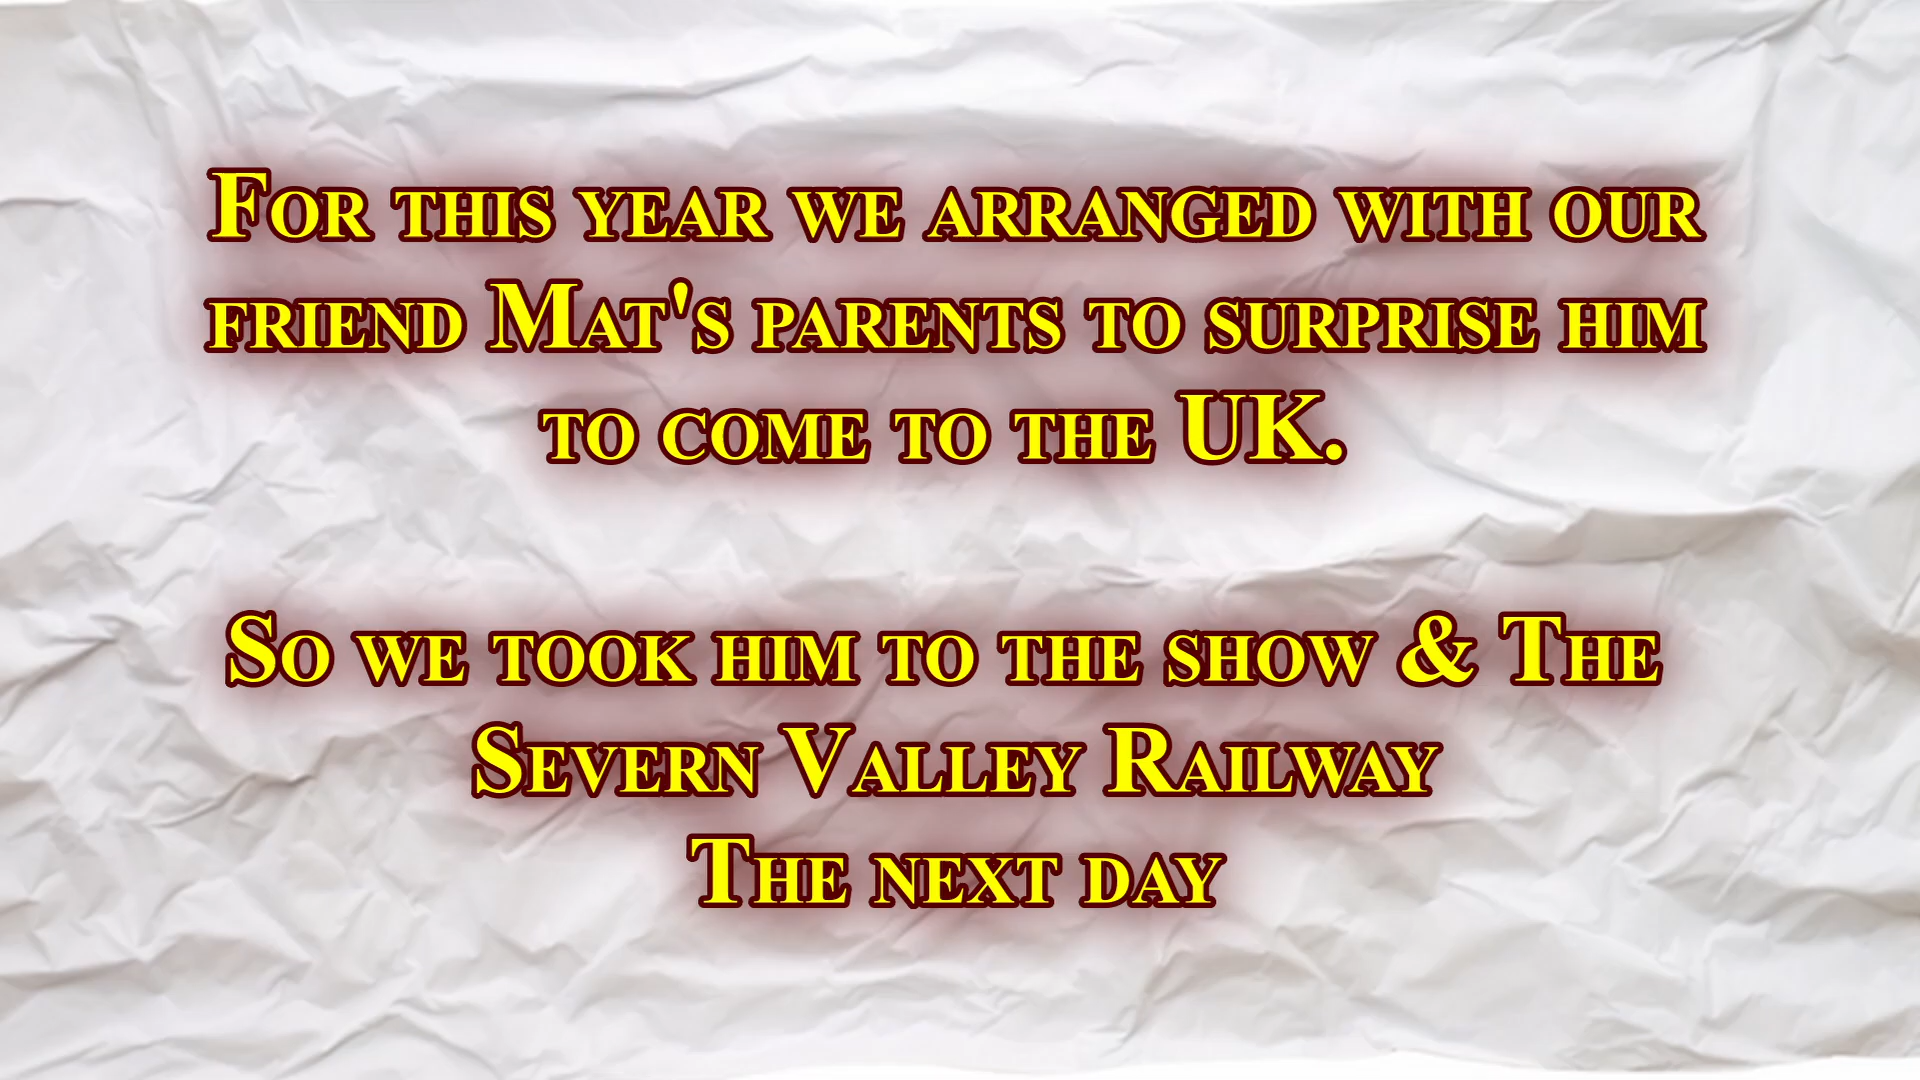 For this year we arranged with our
friend Mat's parents to surprise him
to come to the UK.
So we took him to the show & The
Severn Valley Railway
The next day